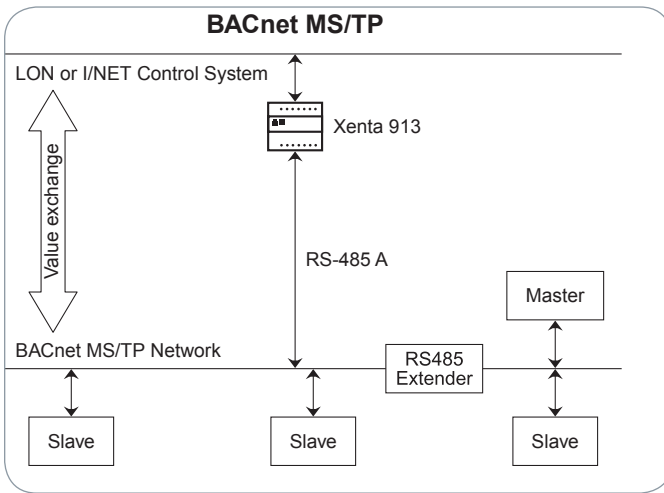 BACnet MS/TP
LON or I/NET Control System
Xenta 913
Value exchange
RS-485 A
Master
BACnet MS/TP Network
RS485
Extender
Slave
Slave
Slave